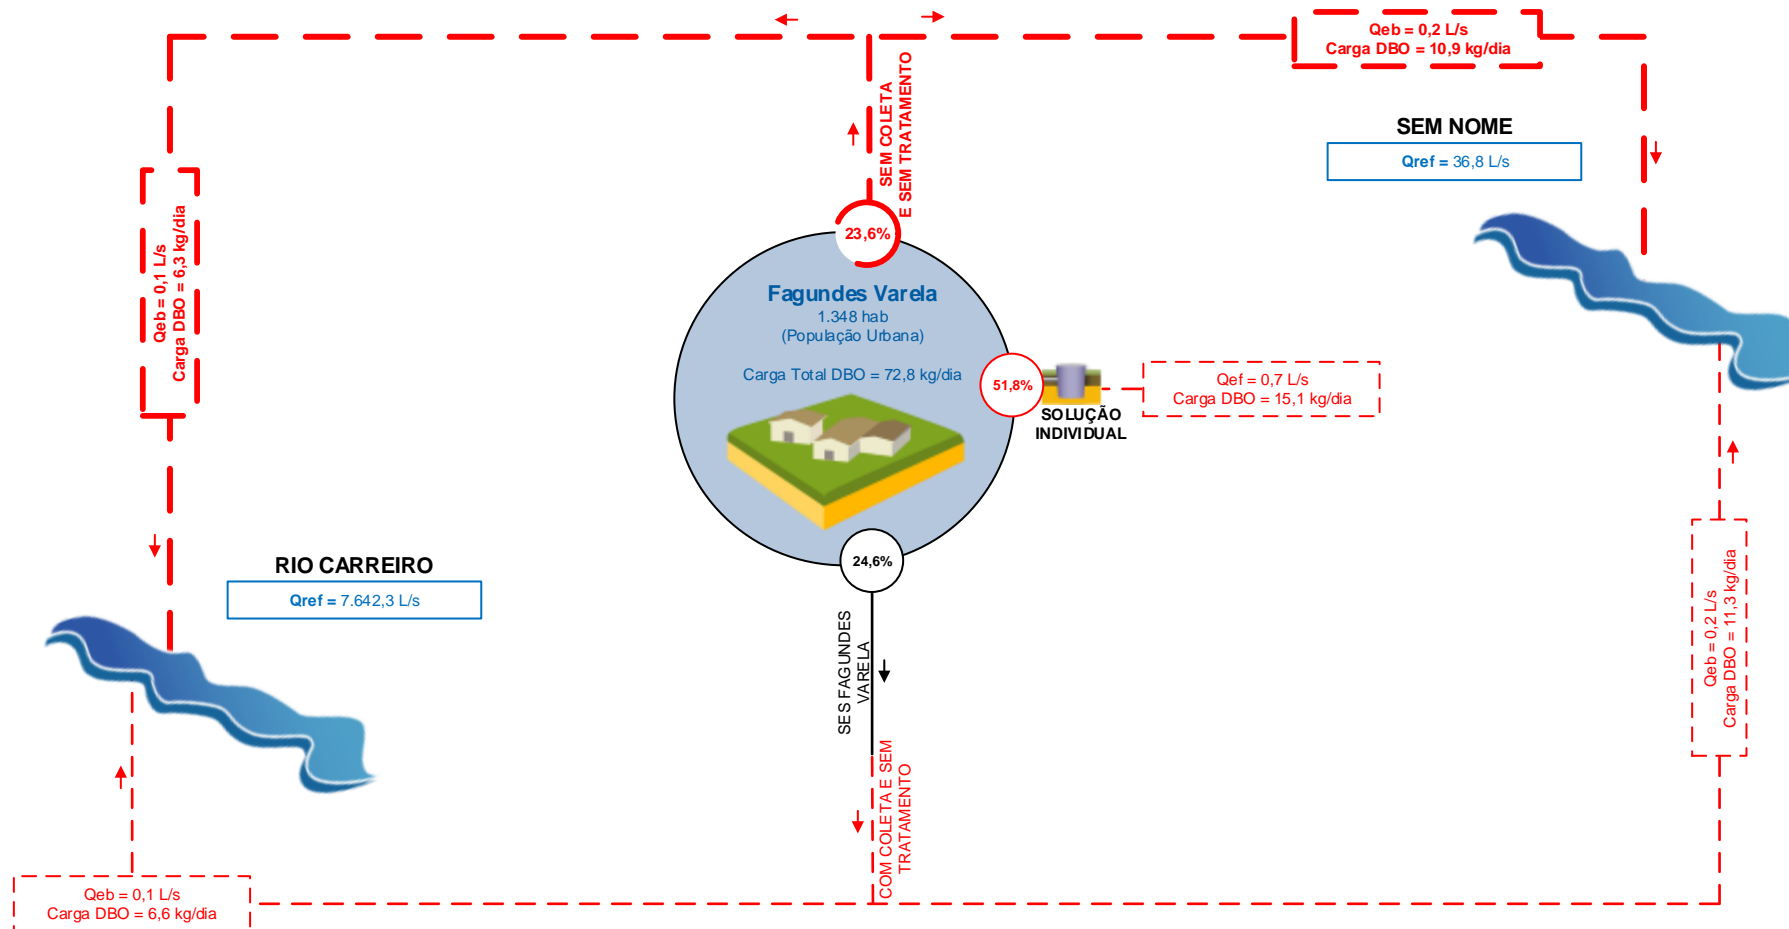 Qeb = 0,2 L/s
Carga DBO = 10,9 kg/dia
SEM COLETA
E SEM TRATAMENTO
SEM NOME
Qref = 36,8 L/s
Qeb = 0,1 L/s
Carga DBO = 6,3 kg/dia
23,6%
Fagundes Varela
1.348 hab
(População Urbana)
Carga Total DBO = 72,8 kg/dia
51,8%
SOLUÇÃO
INDIVIDUAL
Qef = 0,7 L/s
Carga DBO = 15,1 kg/dia
24,6%
RIO CARREIRO
Qref = 7.642,3 L/s
SES FAGUNDES
VARELA
Qeb = 0,2 L/s
Carga DBO = 11,3 kg/dia
COM COLETA E SEM
TRATAMENTO
Qeb = 0,1 L/s
Carga DBO = 6,6 kg/dia